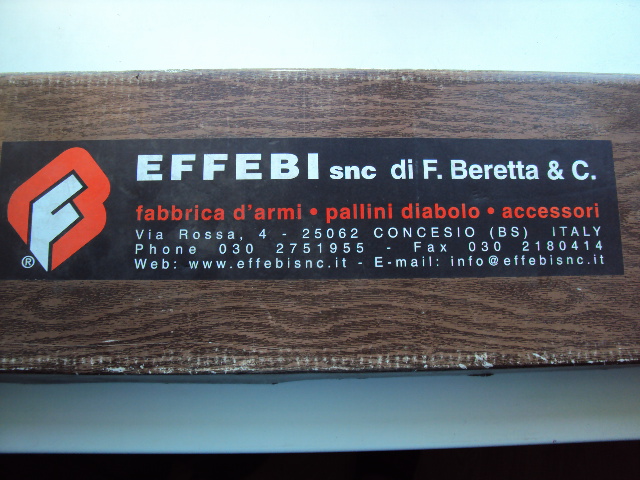 EFFEBI snc di F. Beretta & C.
fabbrica d'armi • pallini diabolo • accessori
Via Rossa, 4 - 25062 CONCESIO (BS) ITALY
Phone 030 2751955 - Fax 030 2180414
Web: www.effebisnc.it - E-mail: info@effebisnc.it
®